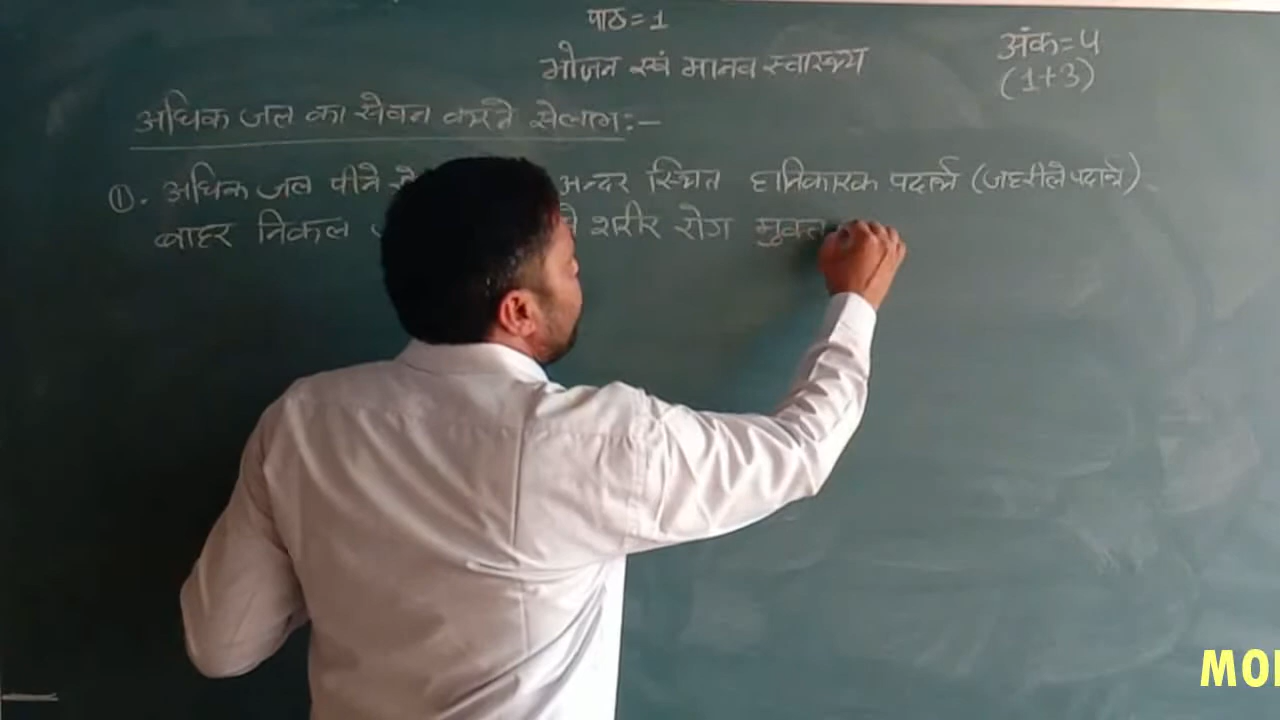 पाठ=1
भोजन एवं मानव स्वास्थ्य
अंक=4
(1+3)
अधिक जल का सेवन करने से लाभ:-
①. अधिक जल पीने से अन्दर स्थित हानिकारक पदार्थ (जहरीले पदार्थ)
बाहर निकल शरीर रोग मुक्त
MO